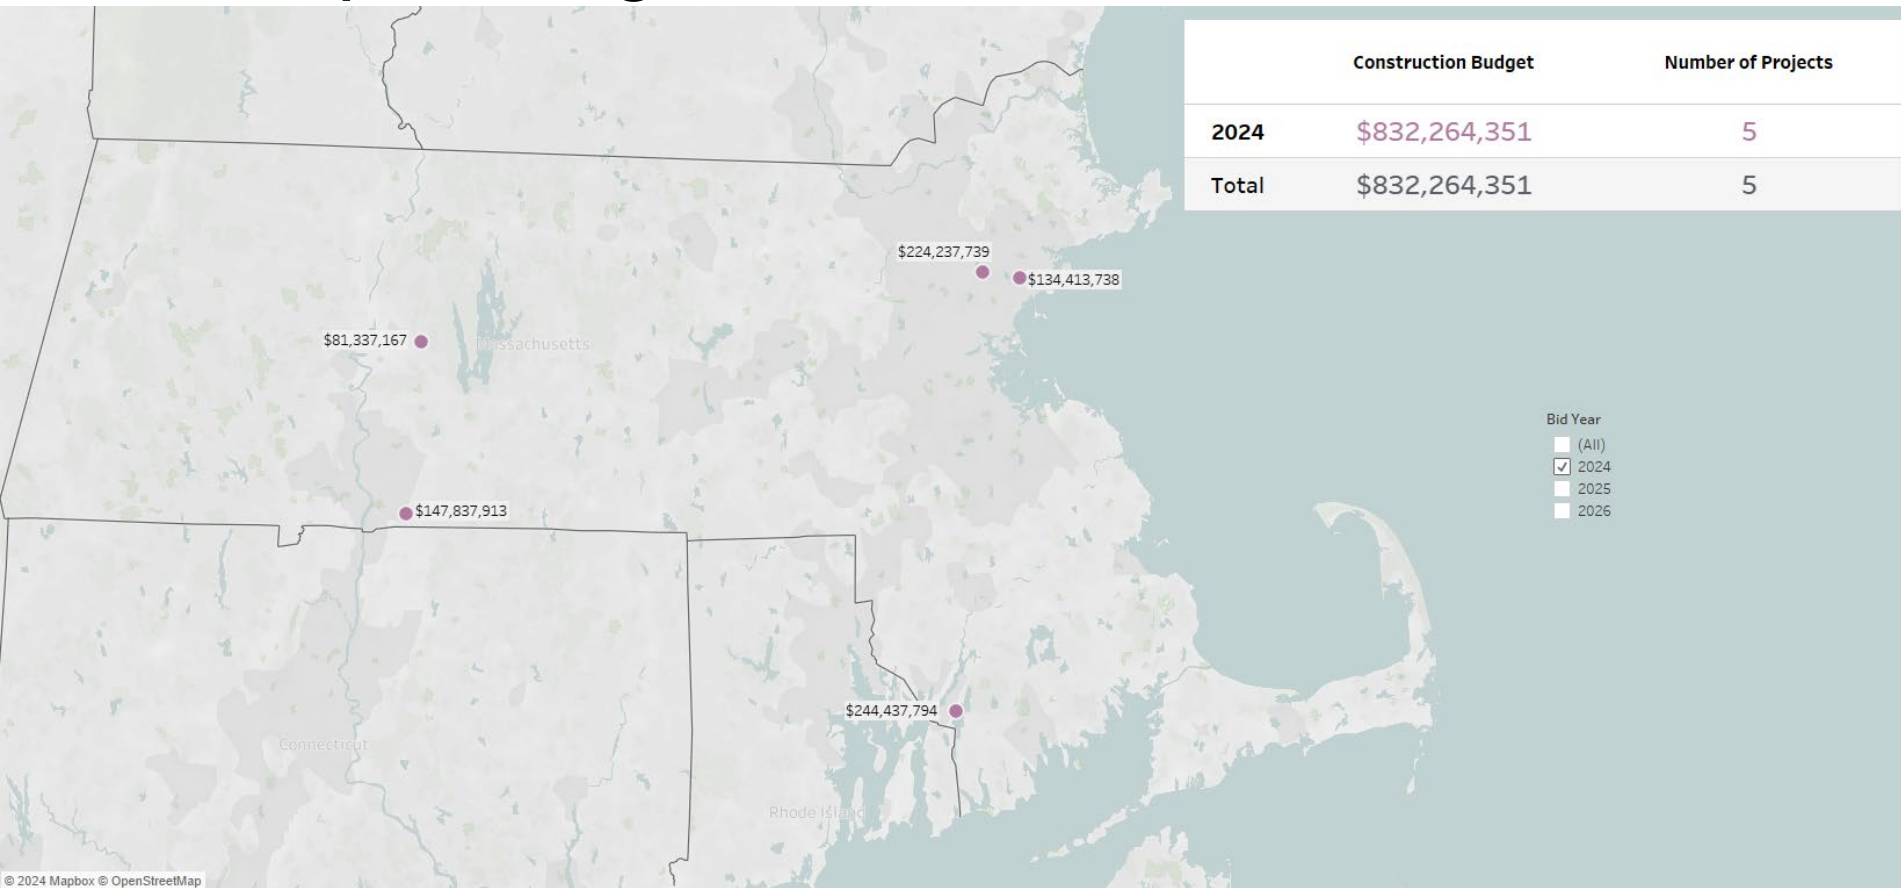 Construction Budget Number of Projects
2024 $832,264,351 5
Total $832,264,351 5
$224,237,739
$134,413,738
$81,337,167
Massachusetts
Bid Year
(All)
2024
2025
2026
$147,837,913
$244,437,794
Connecticut
Rhode Island
© 2024 Mapbox © OpenStreetMap